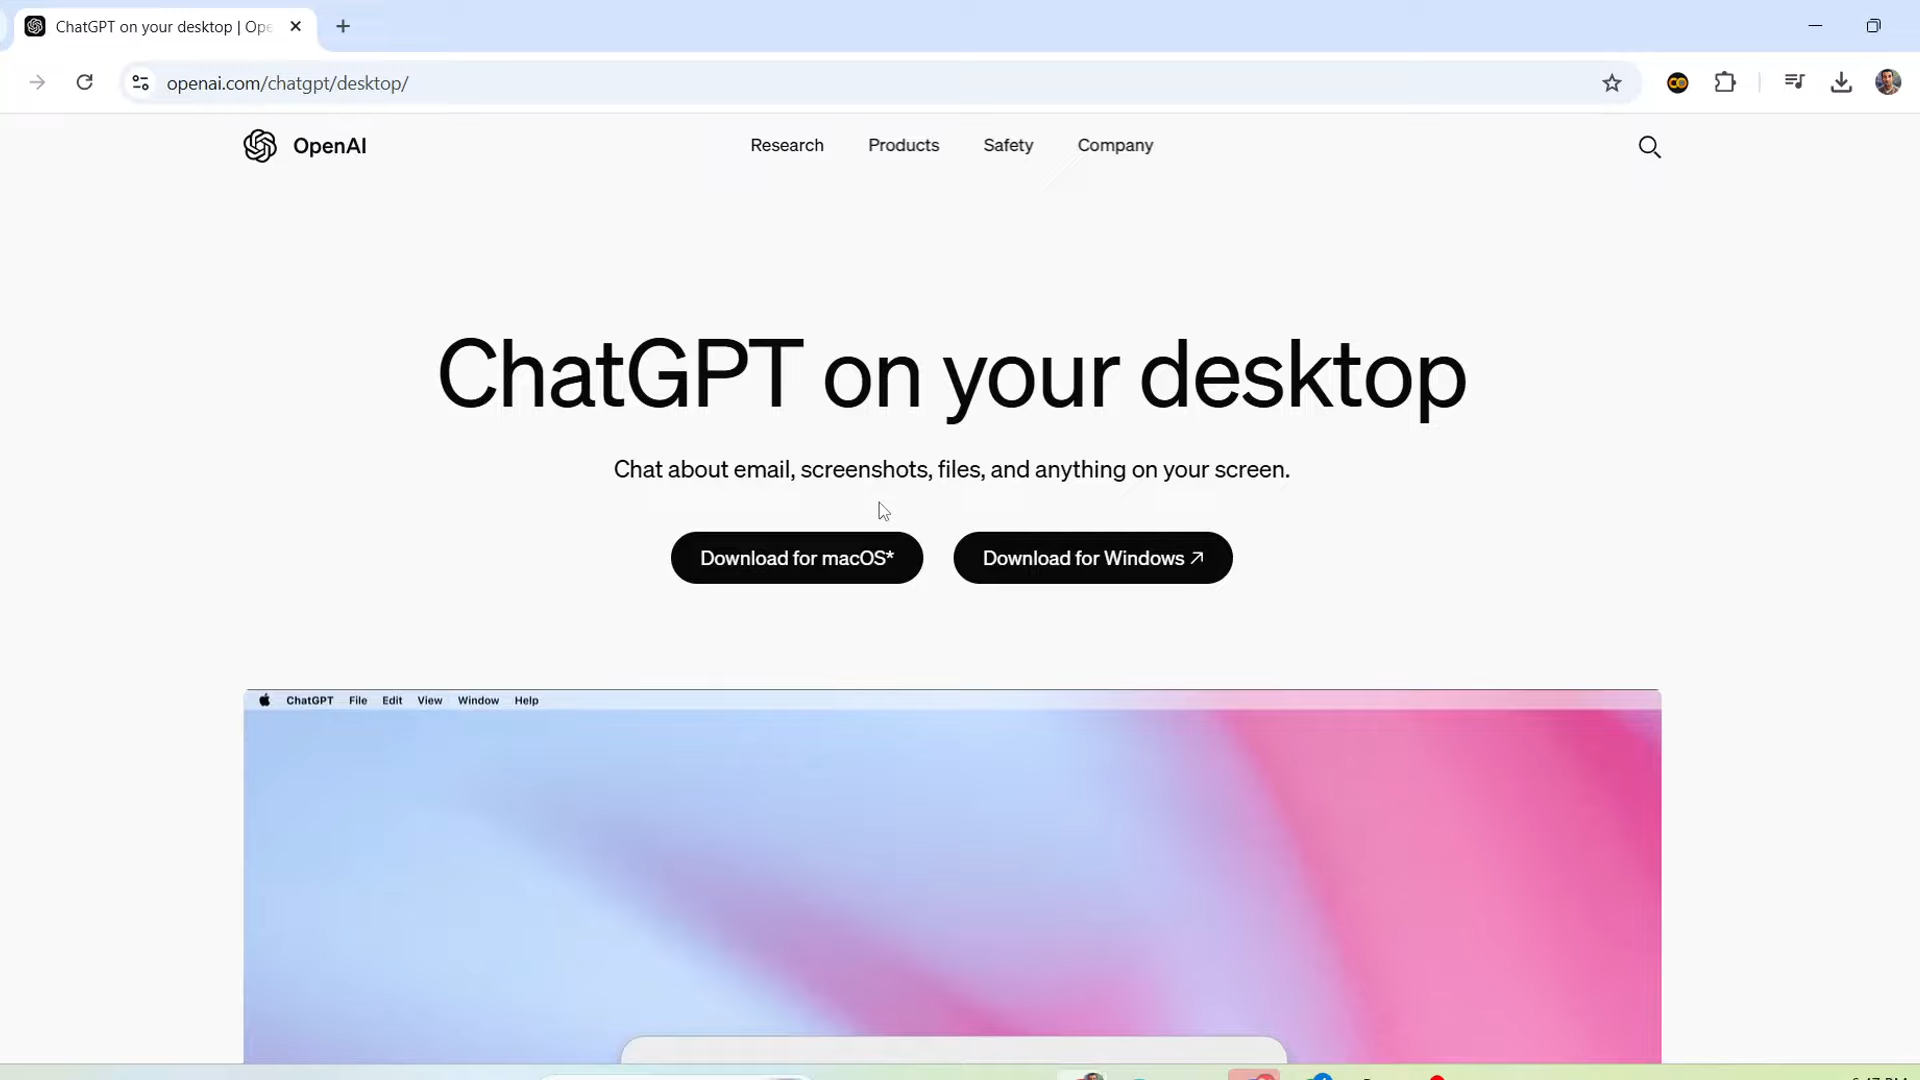 ChatGPT on your desktop | Ope
openai.com/chatgpt/desktop/
OpenAI
Research
Products
Safety
Company
ChatGPT on your desktop
Chat about email, screenshots, files, and anything on your screen.
Download for macOS*
Download for Windows ↗
ChatGPT File Edit View Window Help